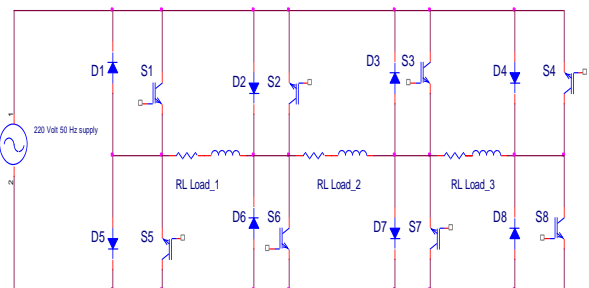 D1
S1
D2
S2
D3
S3
D4
S4
1
220 Volt 50 Hz supply
2
RL Load_1
RL Load_2
RL Load_3
D5
S5
D6
S6
D7
S7
D8
S8